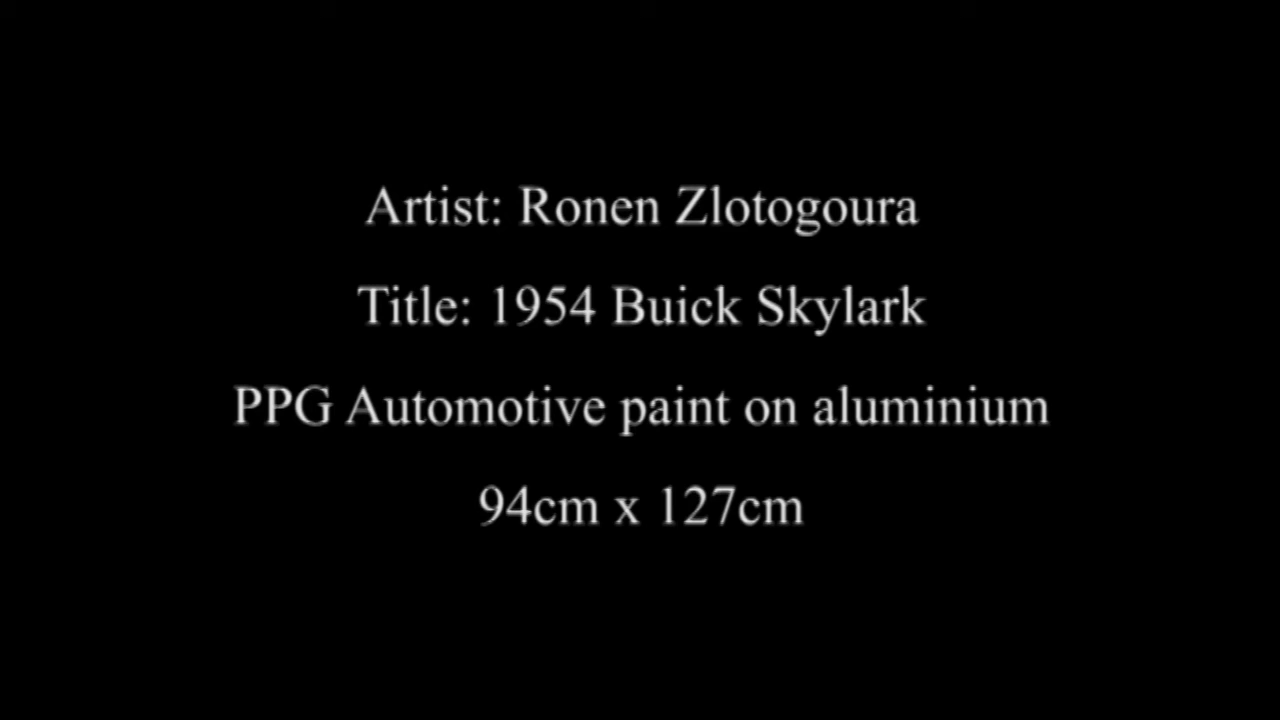 Artist: Ronen Zlotogoura
Title: 1954 Buick Skylark
PPG Automotive paint on aluminium
94cm x 127cm